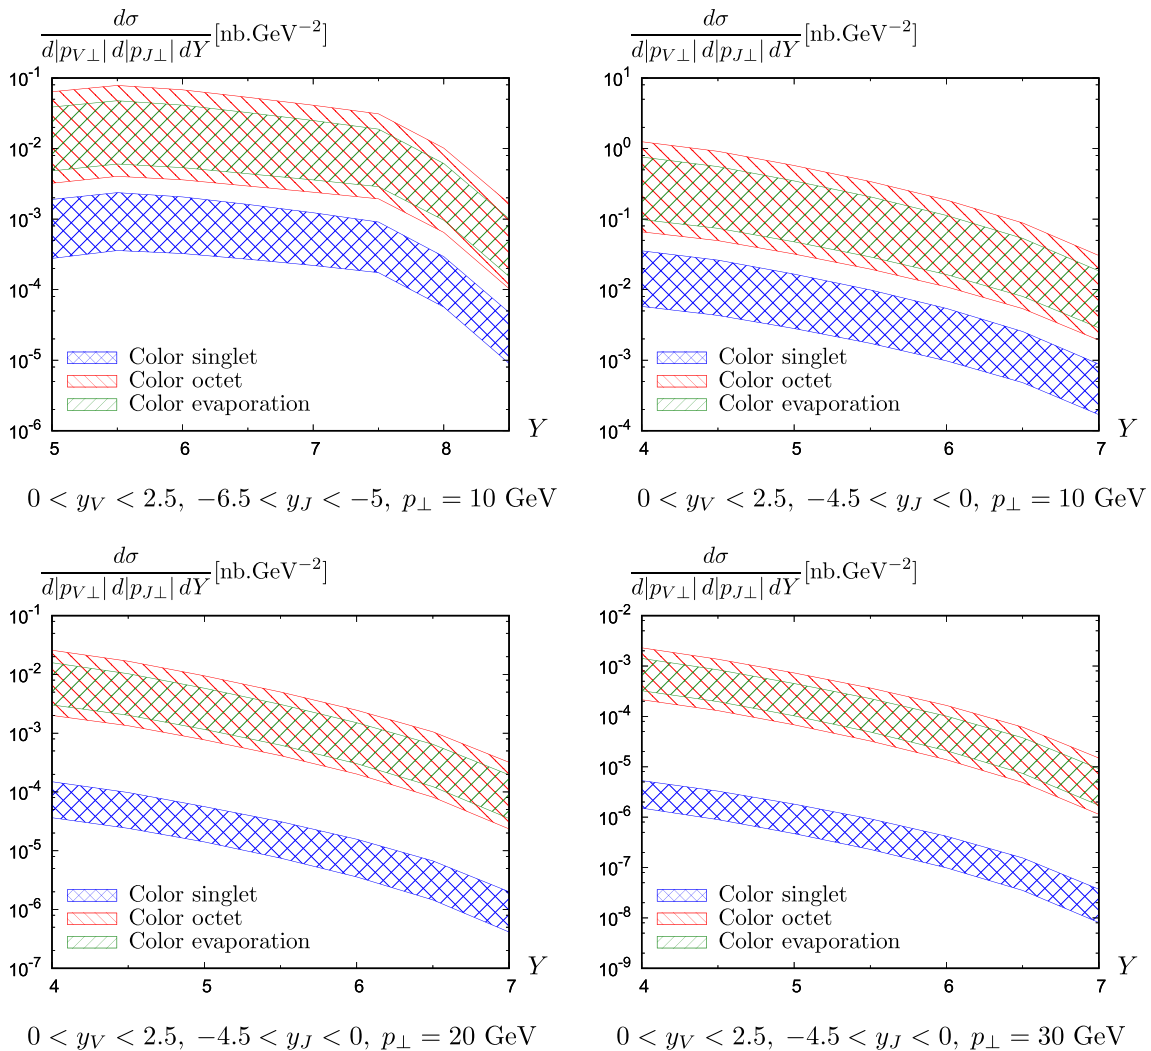 dσ
d|p_{V⊥}| d|p_{J⊥}| dY [nb.GeV⁻²]
10⁻¹
10⁻²
10⁻³
10⁻⁴
10⁻⁵
10⁻⁶
Color singlet
Color octet
Color evaporation
5 6 7 8
Y
0 < y_V < 2.5, −6.5 < y_J < −5, p_⊥ = 10 GeV
dσ
d|p_{V⊥}| d|p_{J⊥}| dY [nb.GeV⁻²]
10¹
10⁰
10⁻¹
10⁻²
10⁻³
10⁻⁴
Color singlet
Color octet
Color evaporation
4 5 6 7
Y
0 < y_V < 2.5, −4.5 < y_J < 0, p_⊥ = 10 GeV
dσ
d|p_{V⊥}| d|p_{J⊥}| dY [nb.GeV⁻²]
10⁻¹
10⁻²
10⁻³
10⁻⁴
10⁻⁵
10⁻⁶
10⁻⁷
Color singlet
Color octet
Color evaporation
4 5 6 7
Y
0 < y_V < 2.5, −4.5 < y_J < 0, p_⊥ = 20 GeV
dσ
d|p_{V⊥}| d|p_{J⊥}| dY [nb.GeV⁻²]
10⁻²
10⁻³
10⁻⁴
10⁻⁵
10⁻⁶
10⁻⁷
10⁻⁸
10⁻⁹
Color singlet
Color octet
Color evaporation
4 5 6 7
Y
0 < y_V < 2.5, −4.5 < y_J < 0, p_⊥ = 30 GeV